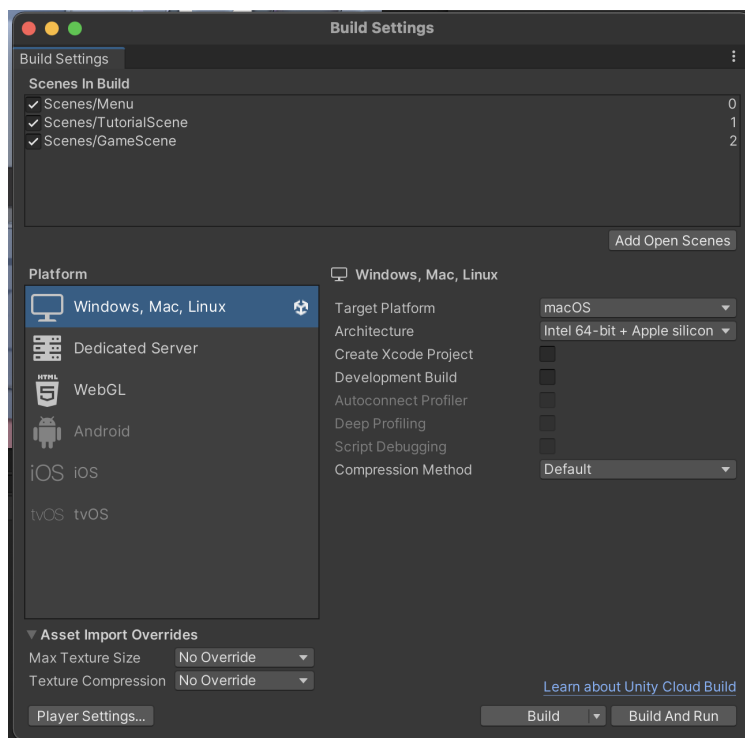 Build Settings
Build Settings
Scenes In Build
Scenes/Menu 0
Scenes/TutorialScene 1
Scenes/GameScene 2
Add Open Scenes
Platform
Windows, Mac, Linux
Dedicated Server
HTML 5 WebGL
Android
iOS iOS
tvOS tvOS
Windows, Mac, Linux
Target Platform macOS
Architecture Intel 64-bit + Apple silicon
Create Xcode Project
Development Build
Autoconnect Profiler
Deep Profiling
Script Debugging
Compression Method Default
Asset Import Overrides
Max Texture Size No Override
Texture Compression No Override
Learn about Unity Cloud Build
Player Settings... Build Build And Run